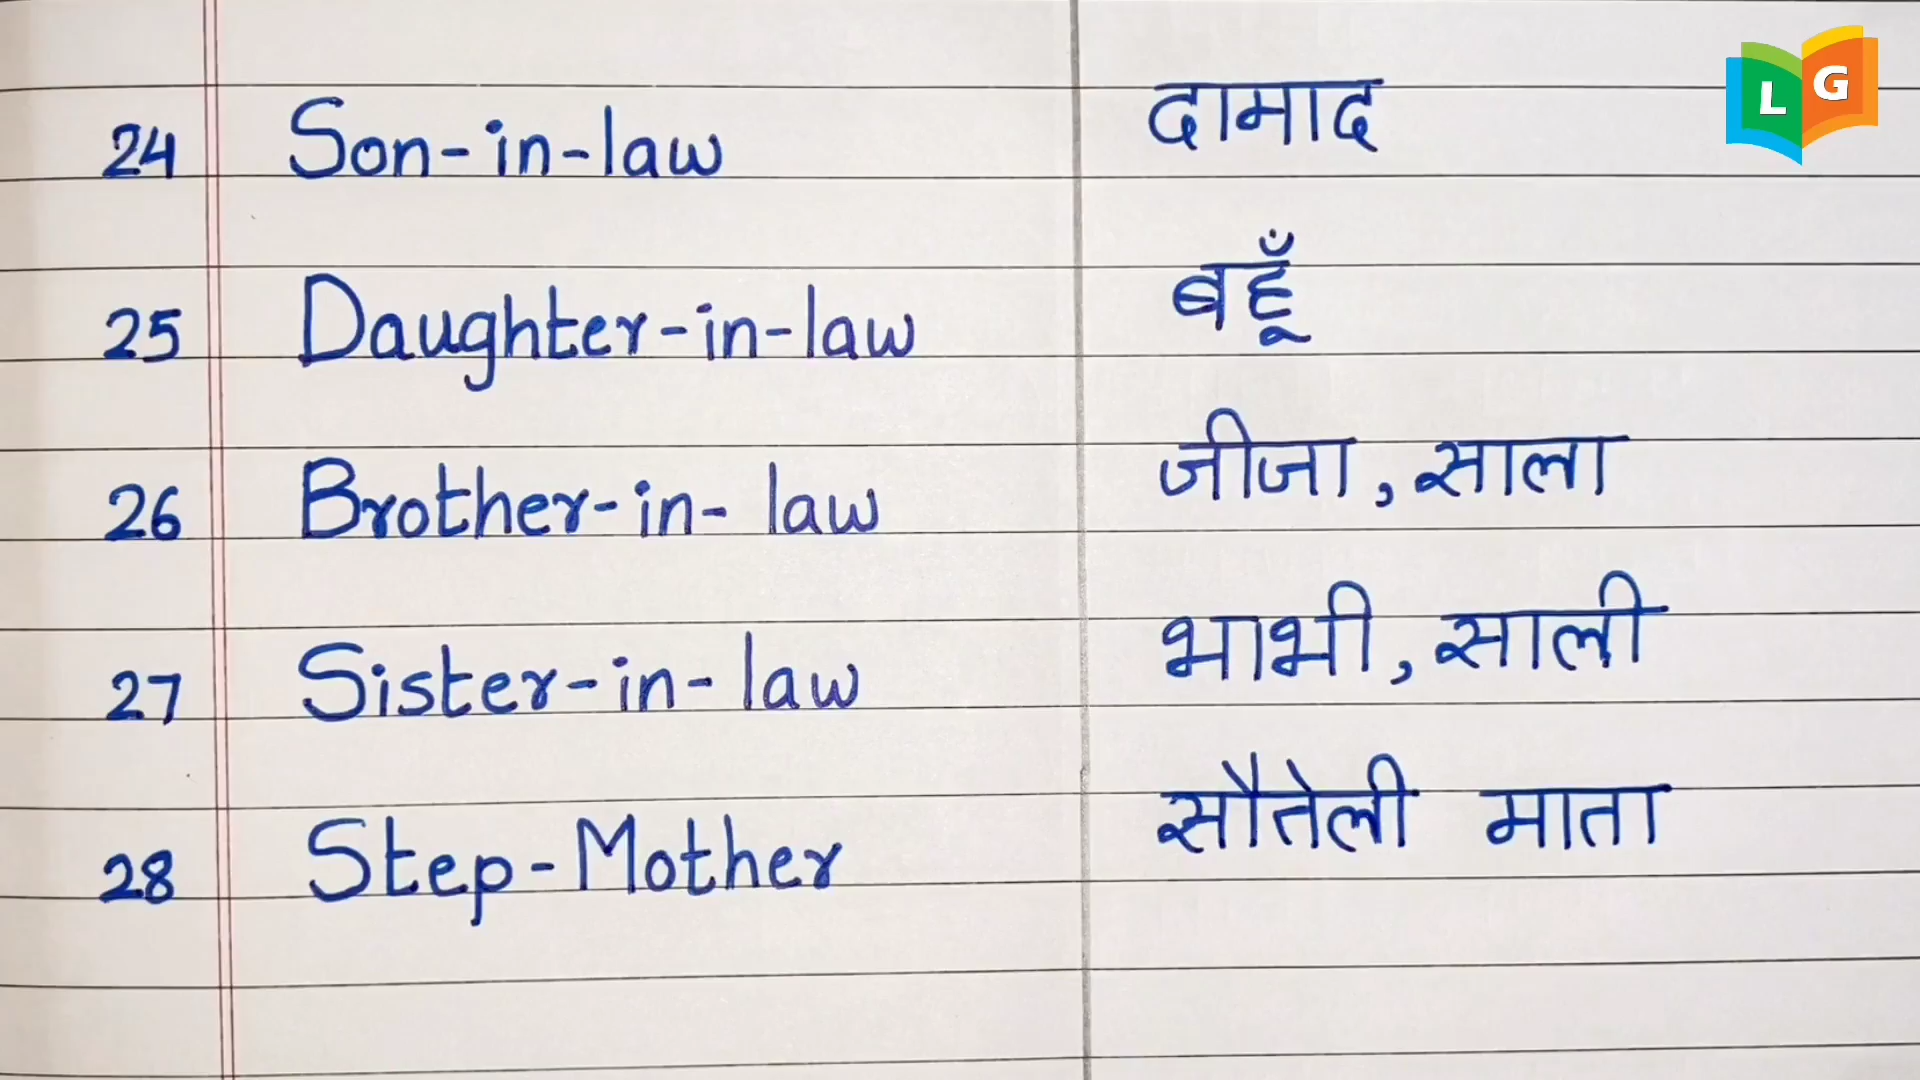 L G
24 Son-in-law दामाद
25 Daughter-in-law बहूँ
26 Brother-in-law जीजा, साला
27 Sister-in-law भाभी, साली
28 Step-Mother सौतेली माता